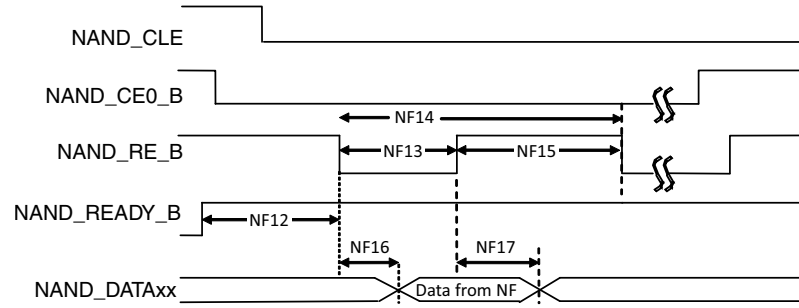 NAND_CLE
NAND_CE0_B
NF14
NAND_RE_B
NF13
NF15
NAND_READY_B
NF12
NF16
NF17
NAND_DATAxx
Data from NF